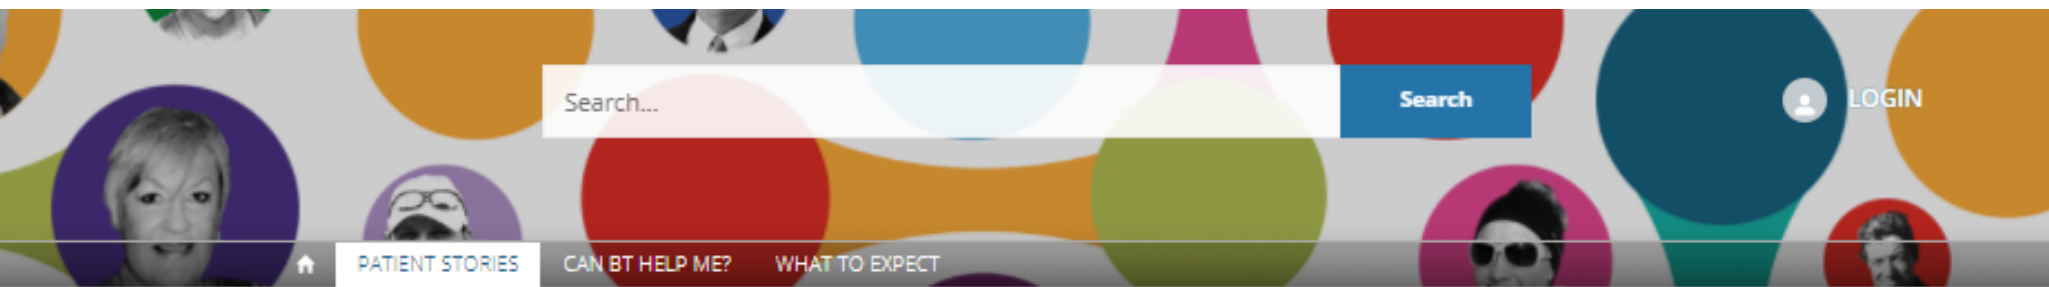 Search...
Search
LOGIN
PATIENT STORIES
CAN BT HELP ME?
WHAT TO EXPECT